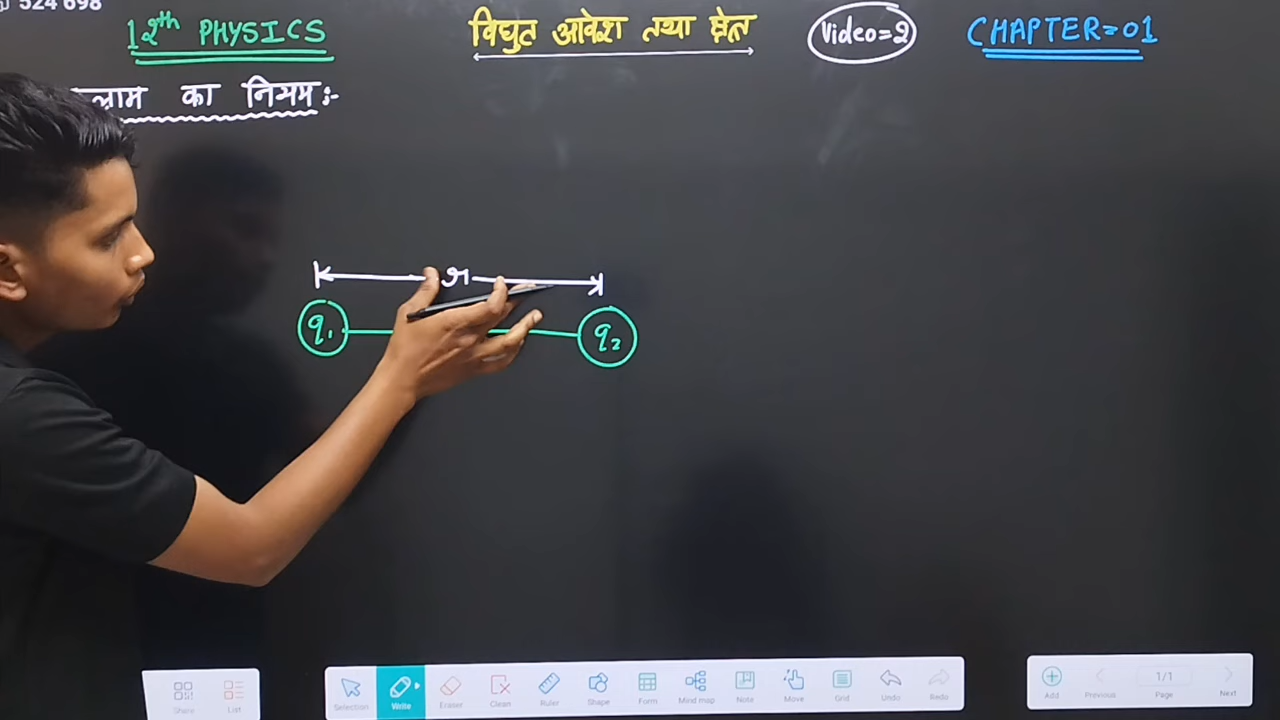 524 698
12th PHYSICS
विद्युत आवेश तथा क्षेत्र
Video=2
CHAPTER=01
का नियम:-
r
q₁
q₂
Share
List
Selection
Write
Eraser
Clean
Ruler
Shape
Form
Mind map
Note
Move
Grid
Undo
Redo
Add
Previous
1/1
Page
Next